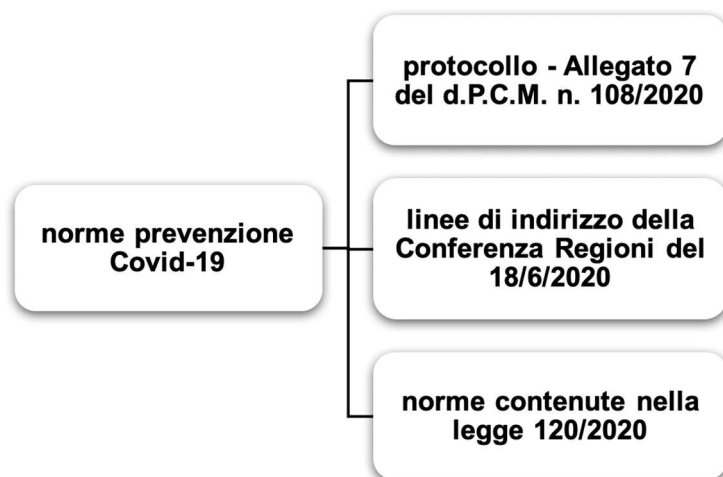 norme prevenzione
Covid-19
protocollo - Allegato 7
del d.P.C.M. n. 108/2020
linee di indirizzo della
Conferenza Regioni del
18/6/2020
norme contenute nella
legge 120/2020